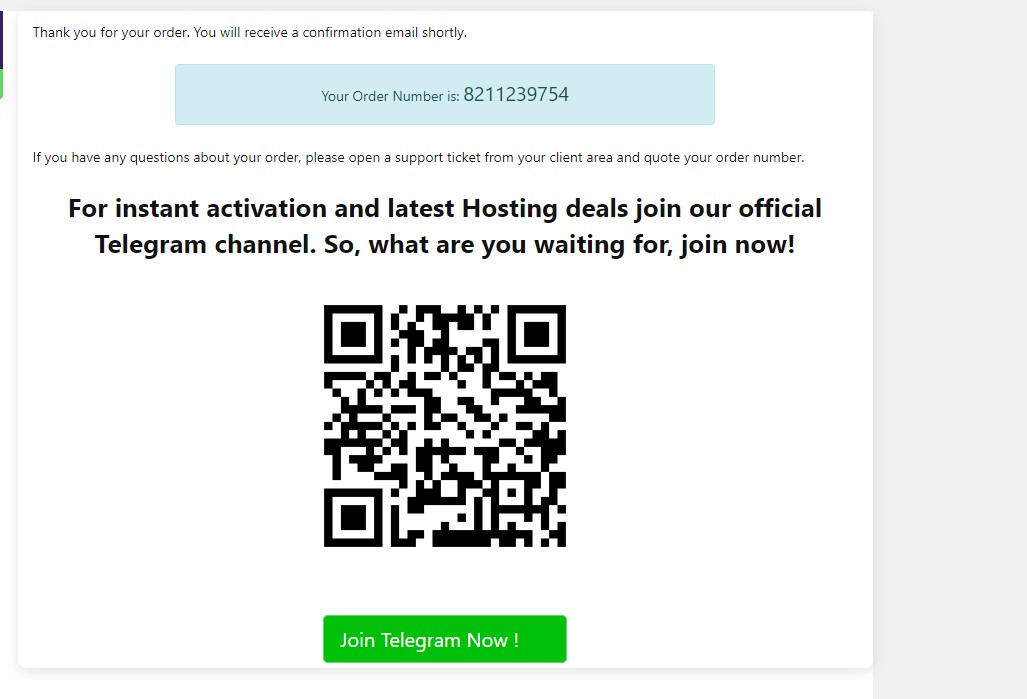 Thank you for your order. You will receive a confirmation email shortly.
Your Order Number is: 8211239754
If you have any questions about your order, please open a support ticket from your client area and quote your order number.
For instant activation and latest Hosting deals join our official
Telegram channel. So, what are you waiting for, join now!
Join Telegram Now !